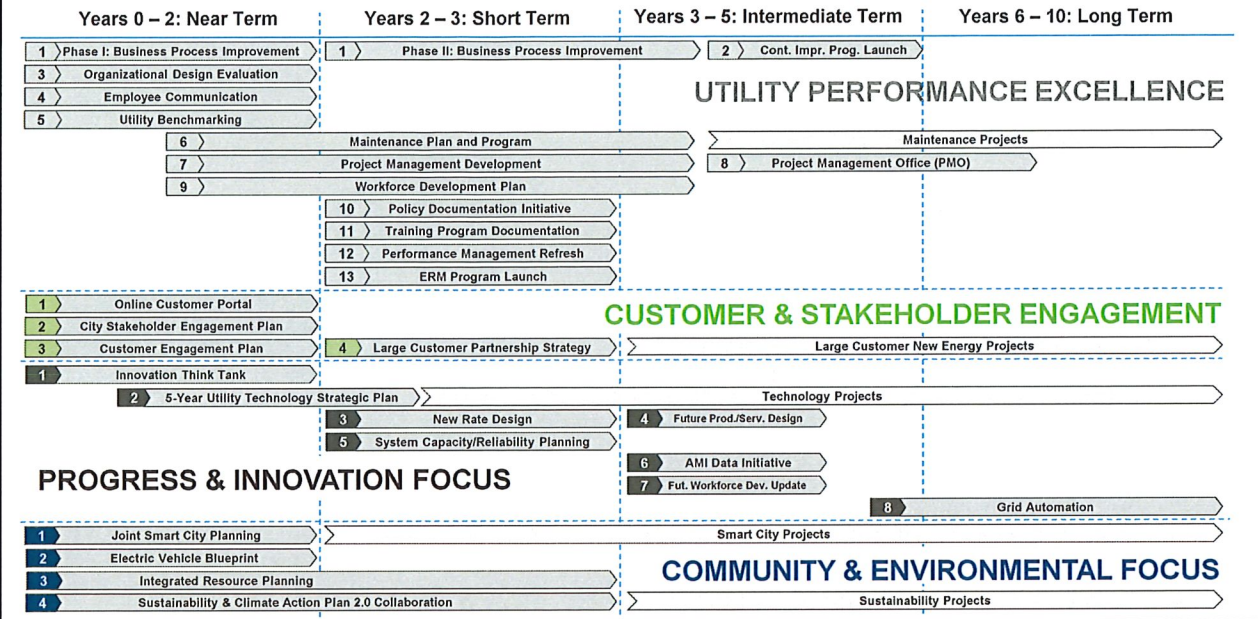 Years 0 – 2: Near Term
Years 2 – 3: Short Term
Years 3 – 5: Intermediate Term
Years 6 – 10: Long Term
1 Phase I: Business Process Improvement
1 Phase II: Business Process Improvement
2 Cont. Impr. Prog. Launch
3 Organizational Design Evaluation
4 Employee Communication
UTILITY PERFORMANCE EXCELLENCE
5 Utility Benchmarking
6 Maintenance Plan and Program
Maintenance Projects
7 Project Management Development
8 Project Management Office (PMO)
9 Workforce Development Plan
10 Policy Documentation Initiative
11 Training Program Documentation
12 Performance Management Refresh
13 ERM Program Launch
1 Online Customer Portal
CUSTOMER & STAKEHOLDER ENGAGEMENT
2 City Stakeholder Engagement Plan
3 Customer Engagement Plan
4 Large Customer Partnership Strategy
Large Customer New Energy Projects
1 Innovation Think Tank
2 5-Year Utility Technology Strategic Plan
Technology Projects
3 New Rate Design
4 Future Prod./Serv. Design
5 System Capacity/Reliability Planning
6 AMI Data Initiative
PROGRESS & INNOVATION FOCUS
7 Fut. Workforce Dev. Update
8 Grid Automation
1 Joint Smart City Planning
Smart City Projects
2 Electric Vehicle Blueprint
COMMUNITY & ENVIRONMENTAL FOCUS
3 Integrated Resource Planning
4 Sustainability & Climate Action Plan 2.0 Collaboration
Sustainability Projects